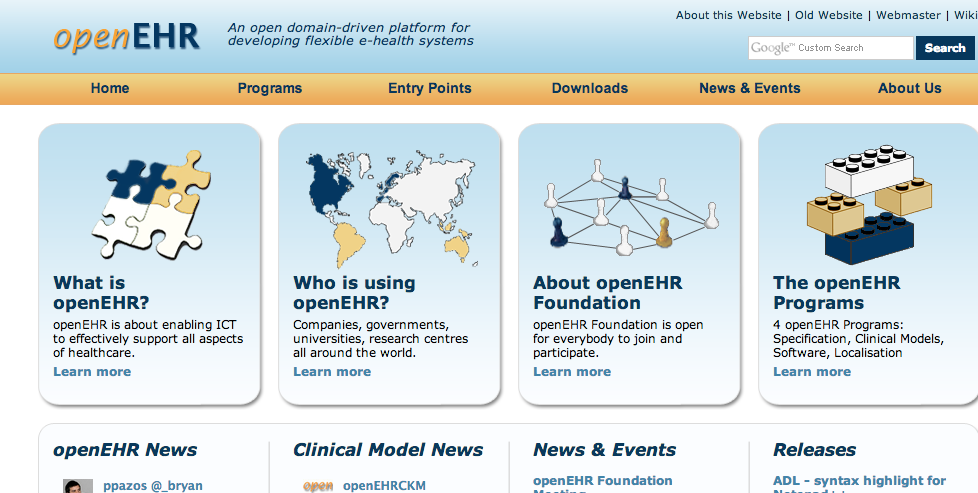 About this Website | Old Website | Webmaster | Wiki
openEHR
An open domain-driven platform for
developing flexible e-health systems
Google™ Custom Search
Search
Home Programs Entry Points Downloads News & Events About Us
What is
openEHR?
openEHR is about enabling ICT
to effectively support all aspects
of healthcare.
Learn more
Who is using
openEHR?
Companies, governments,
universities, research centres
all around the world.
Learn more
About openEHR
Foundation
openEHR Foundation is open
for everybody to join and
participate.
Learn more
The openEHR
Programs
4 openEHR Programs:
Specification, Clinical Models,
Software, Localisation
Learn more
openEHR News
ppazos @_bryan
Clinical Model News
open
openEHRCKM
News & Events
openEHR Foundation
Meeting
Releases
ADL - syntax highlight for